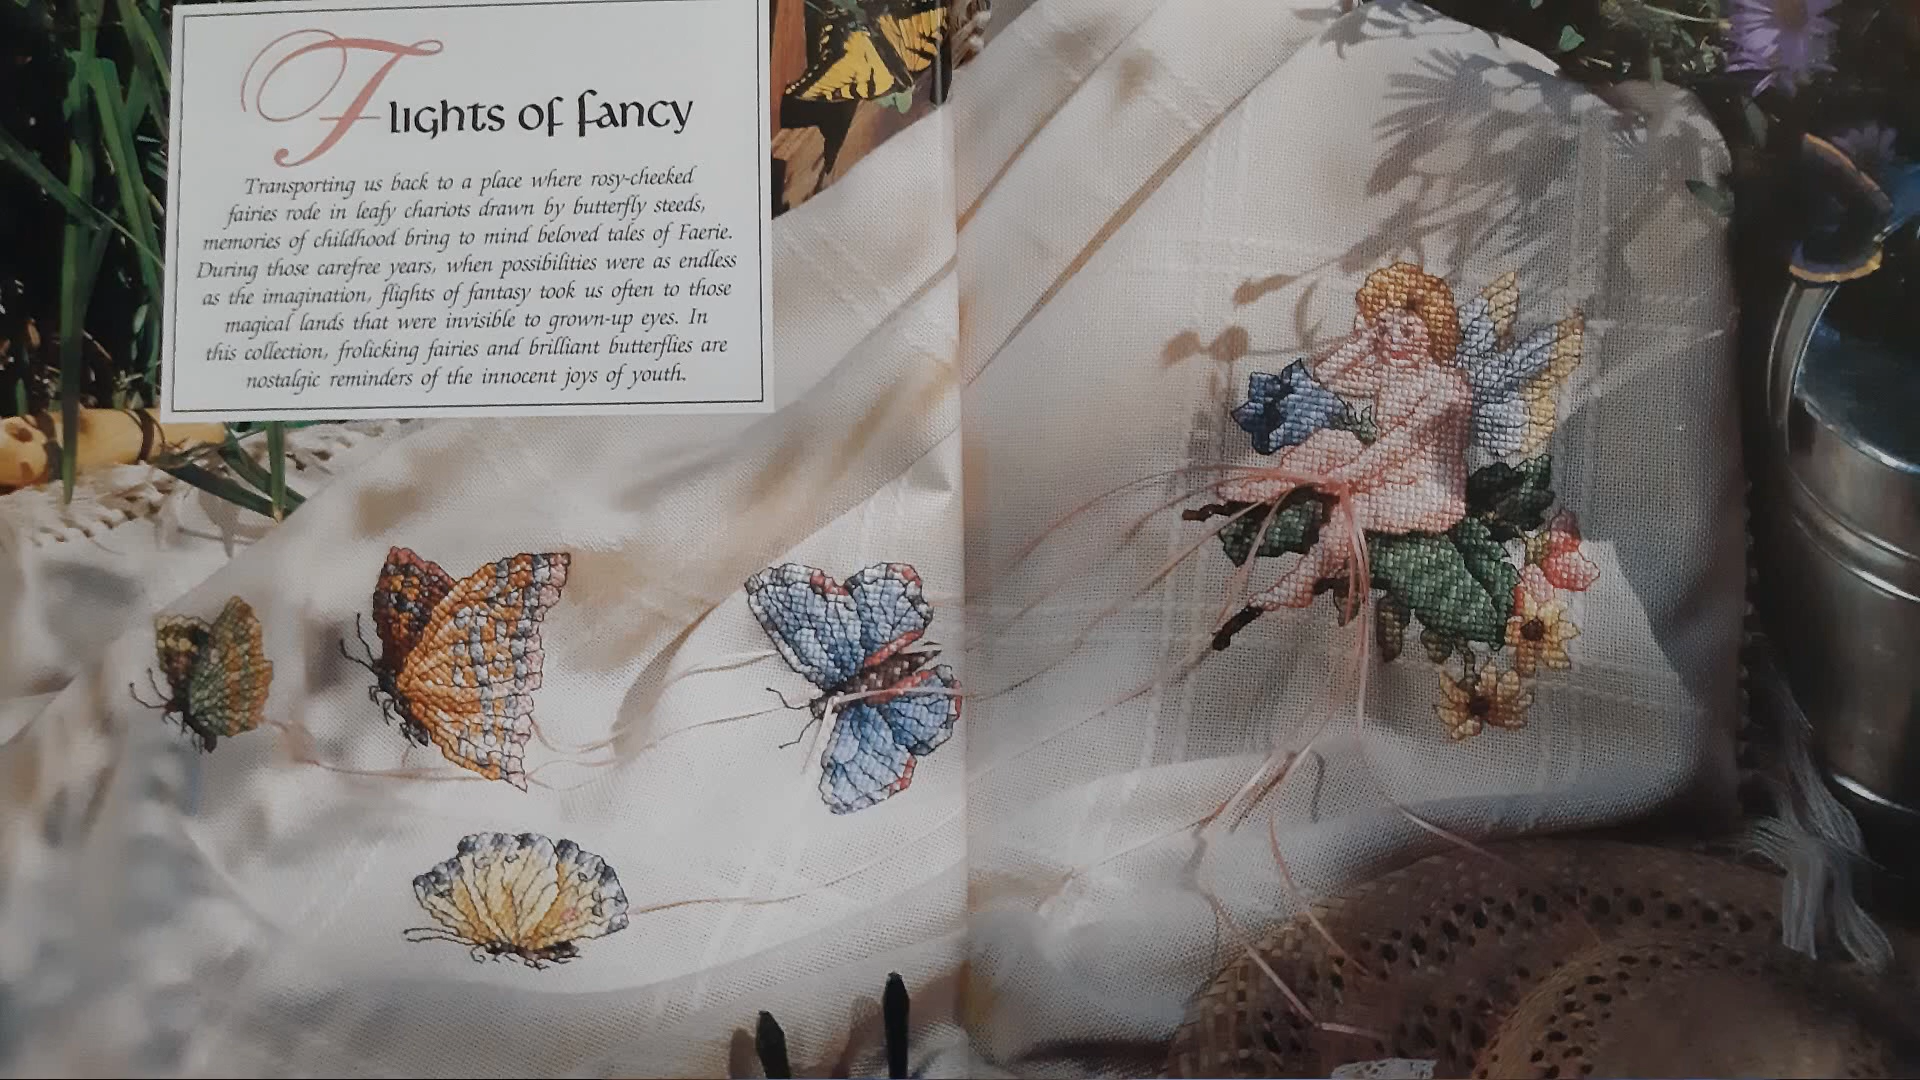 Flights of fancy
Transporting us back to a place where rosy-cheeked
fairies rode in leafy chariots drawn by butterfly steeds,
memories of childhood bring to mind beloved tales of Faerie.
During those carefree years, when possibilities were as endless
as the imagination, flights of fantasy took us often to those
magical lands that were invisible to grown-up eyes. In
this collection, frolicking fairies and brilliant butterflies are
nostalgic reminders of the innocent joys of youth.